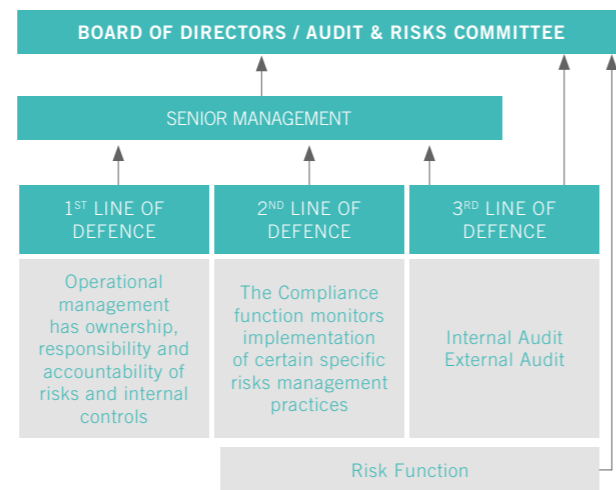 BOARD OF DIRECTORS / AUDIT & RISKS COMMITTEE
SENIOR MANAGEMENT
1ST LINE OF
DEFENCE
Operational
management
has ownership,
responsibility and
accountability of
risks and internal
controls
2ND LINE OF
DEFENCE
The Compliance
function monitors
implementation
of certain specific
risks management
practices
3RD LINE OF
DEFENCE
Internal Audit
External Audit
Risk Function